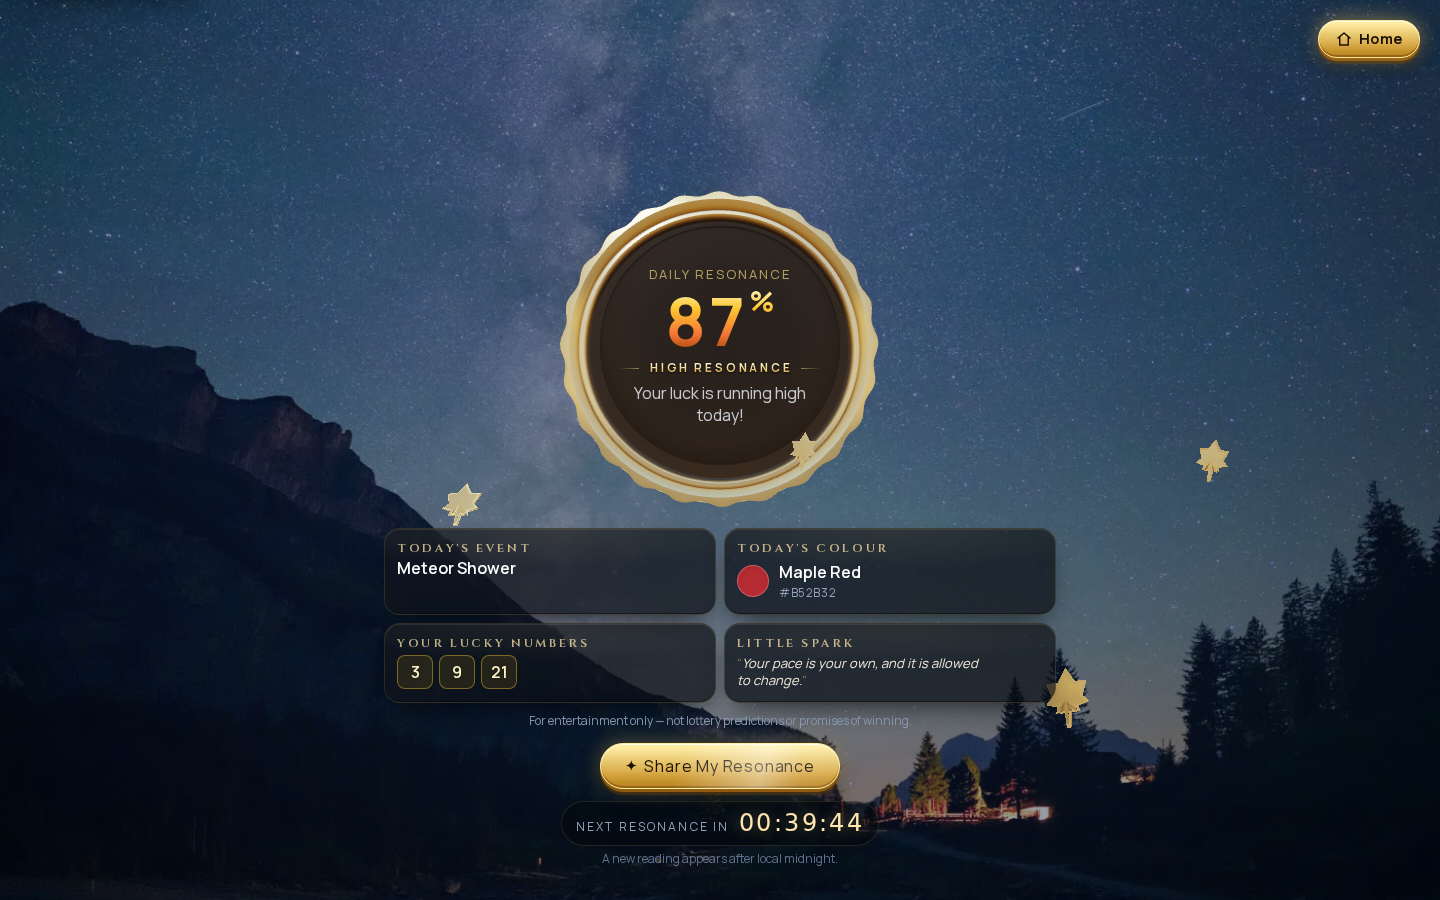 Home
DAILY RESONANCE
87%
HIGH RESONANCE
Your luck is running high
today!
TODAY'S EVENT
Meteor Shower
TODAY'S COLOUR
Maple Red
#B52B32
YOUR LUCKY NUMBERS
3 9 21
LITTLE SPARK
"Your pace is your own, and it is allowed
to change."
For entertainment only — not lottery predictions or promises of winning.
✦ Share My Resonance
NEXT RESONANCE IN 00:39:44
A new reading appears after local midnight.